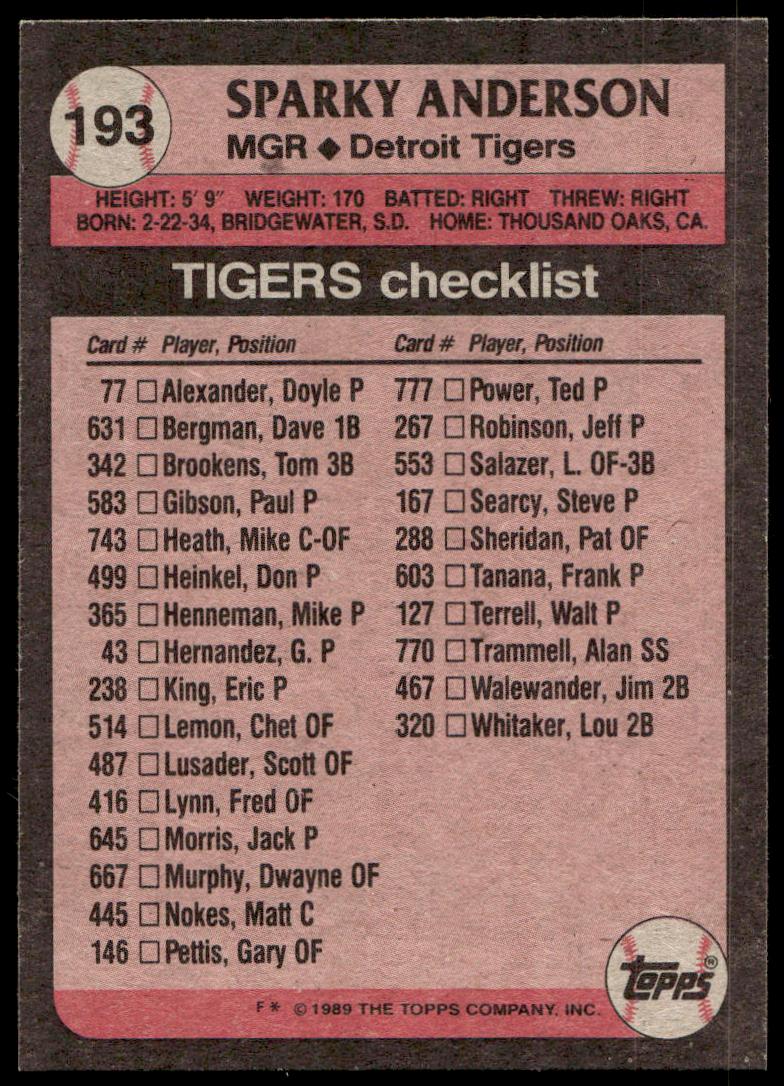 193
SPARKY ANDERSON
MGR ◆ Detroit Tigers
HEIGHT: 5' 9" WEIGHT: 170 BATTED: RIGHT THREW: RIGHT
BORN: 2-22-34, BRIDGEWATER, S.D. HOME: THOUSAND OAKS, CA.
TIGERS checklist
Card # Player, Position
77 □ Alexander, Doyle P
631 □ Bergman, Dave 1B
342 □ Brookens, Tom 3B
583 □ Gibson, Paul P
743 □ Heath, Mike C-OF
499 □ Heinkel, Don P
365 □ Henneman, Mike P
43 □ Hernandez, G. P
238 □ King, Eric P
514 □ Lemon, Chet OF
487 □ Lusader, Scott OF
416 □ Lynn, Fred OF
645 □ Morris, Jack P
667 □ Murphy, Dwayne OF
445 □ Nokes, Matt C
146 □ Pettis, Gary OF
Card # Player, Position
777 □ Power, Ted P
267 □ Robinson, Jeff P
553 □ Salazer, L. OF-3B
167 □ Searcy, Steve P
288 □ Sheridan, Pat OF
603 □ Tanana, Frank P
127 □ Terrell, Walt P
770 □ Trammell, Alan SS
467 □ Walewander, Jim 2B
320 □ Whitaker, Lou 2B
TOPPS®
F* © 1989 THE TOPPS COMPANY, INC.